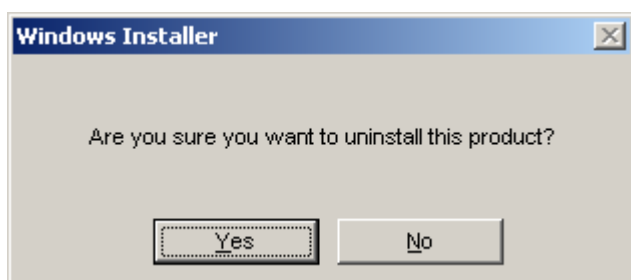 Windows Installer
Are you sure you want to uninstall this product?
Yes No